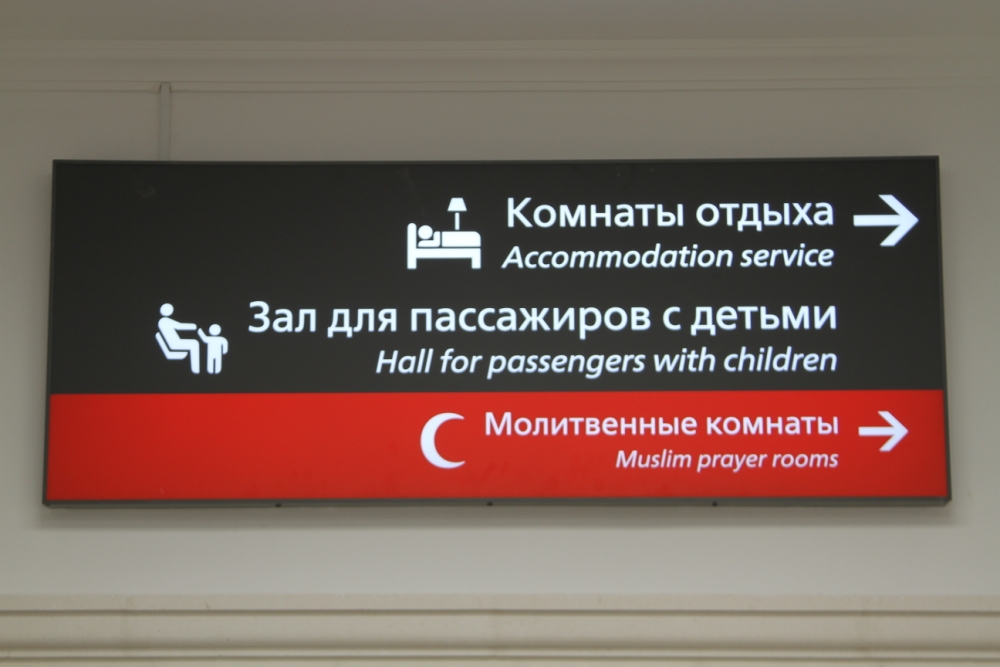 Комнаты отдыха
Accommodation service
Зал для пассажиров с детьми
Hall for passengers with children
Молитвенные комнаты
Muslim prayer rooms